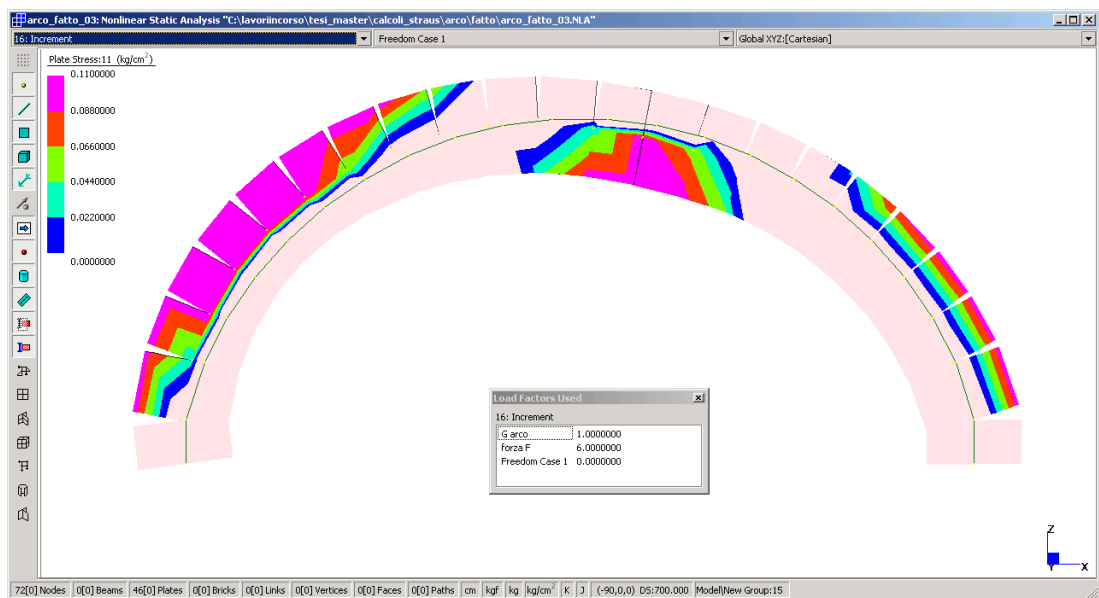 arco_fatto_03: Nonlinear Static Analysis "C:\lavoriincorso\tesi_master\calcoli_straus\arco\fatto\arco_fatto_03.NLA"
16: Increment Freedom Case 1 Global XYZ:[Cartesian]
Plate Stress:11 (kg/cm²)
0.1100000
0.0880000
0.0660000
0.0440000
0.0220000
0.0000000
Load Factors Used
16: Increment
G arco 1.0000000
forza F 6.0000000
Freedom Case 1 0.0000000
Z
Y X
72[0] Nodes 0[0] Beams 46[0] Plates 0[0] Bricks 0[0] Links 0[0] Vertices 0[0] Faces 0[0] Paths cm kgf kg kg/cm² K J (-90,0,0) DS:700.000 Model\New Group:15